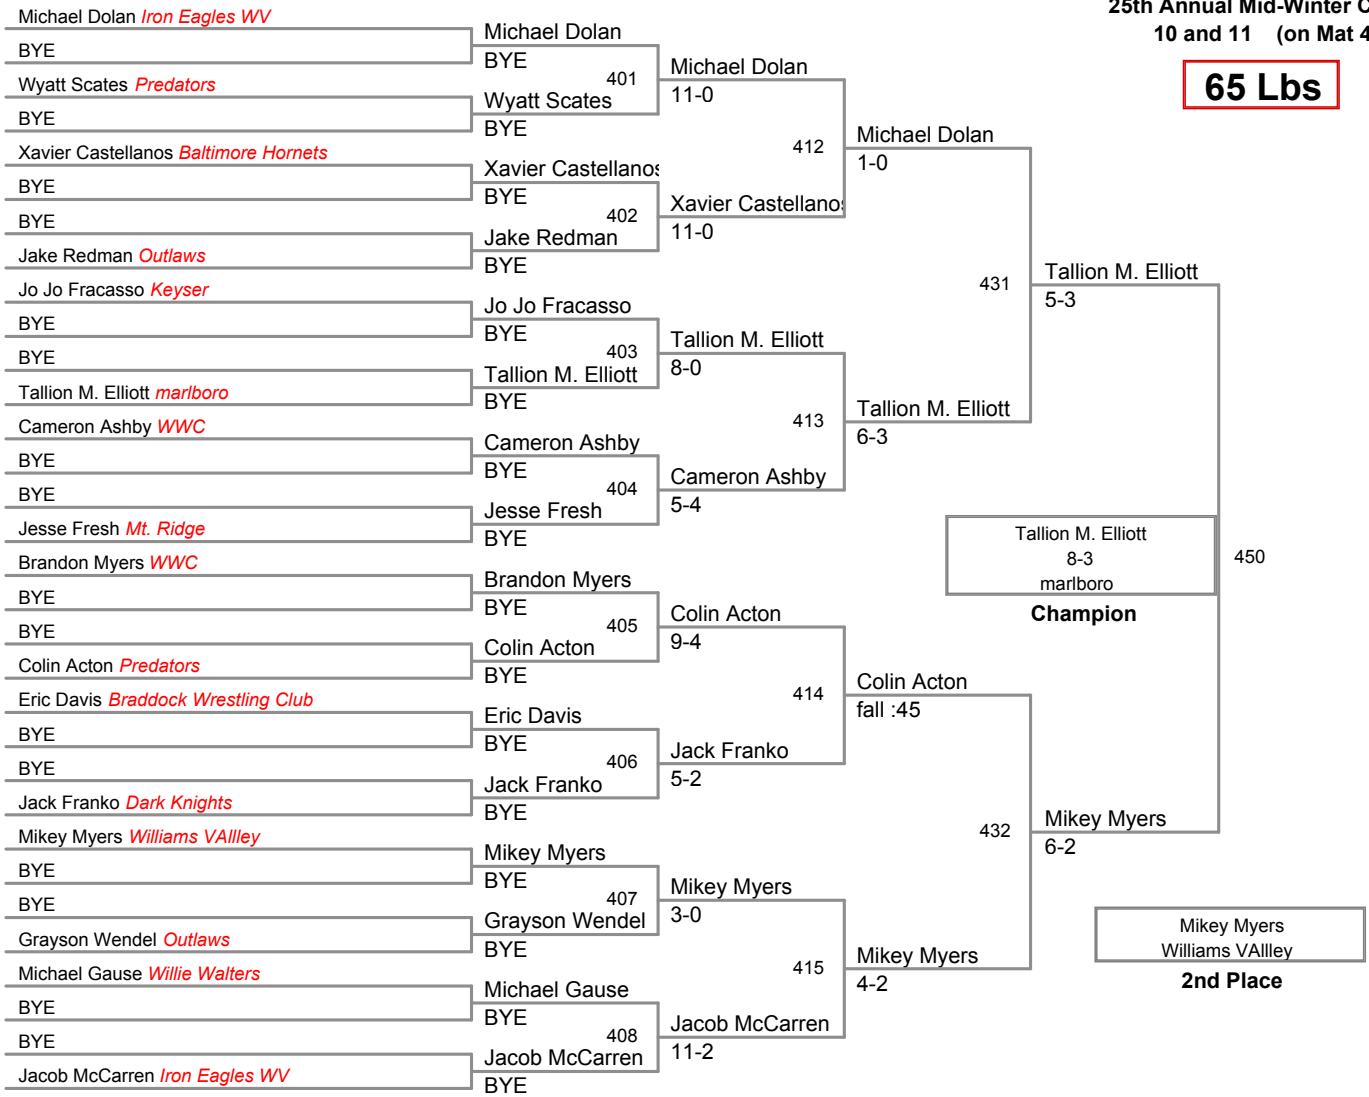 25th Annual Mid-Winter C
10 and 11 (on Mat 4
65 Lbs
Michael Dolan Iron Eagles WV
BYE
Wyatt Scates Predators
BYE
Xavier Castellanos Baltimore Hornets
BYE
BYE
Jake Redman Outlaws
Jo Jo Fracasso Keyser
BYE
BYE
Tallion M. Elliott marlboro
Cameron Ashby WWC
BYE
BYE
Jesse Fresh Mt. Ridge
Brandon Myers WWC
BYE
BYE
Colin Acton Predators
Eric Davis Braddock Wrestling Club
BYE
BYE
Jack Franko Dark Knights
Mikey Myers Williams VAllley
BYE
BYE
Grayson Wendel Outlaws
Michael Gause Willie Walters
BYE
BYE
Jacob McCarren Iron Eagles WV
Michael Dolan
BYE
401
Wyatt Scates
BYE
Xavier Castellanos
BYE
402
Jake Redman
BYE
Jo Jo Fracasso
BYE
403
Tallion M. Elliott
BYE
Cameron Ashby
BYE
404
Jesse Fresh
BYE
Brandon Myers
BYE
405
Colin Acton
BYE
Eric Davis
BYE
406
Jack Franko
BYE
Mikey Myers
BYE
407
Grayson Wendel
BYE
Michael Gause
BYE
408
Jacob McCarren
BYE
Michael Dolan
11-0
412
Xavier Castellanos
11-0
Tallion M. Elliott
8-0
413
Cameron Ashby
5-4
Colin Acton
9-4
414
Jack Franko
5-2
Mikey Myers
3-0
415
Jacob McCarren
11-2
Michael Dolan
1-0
431
Tallion M. Elliott
6-3
Colin Acton
fall :45
432
Mikey Myers
4-2
Tallion M. Elliott
5-3
450
Mikey Myers
6-2
Tallion M. Elliott
8-3
marlboro
Champion
Mikey Myers
Williams VAllley
2nd Place